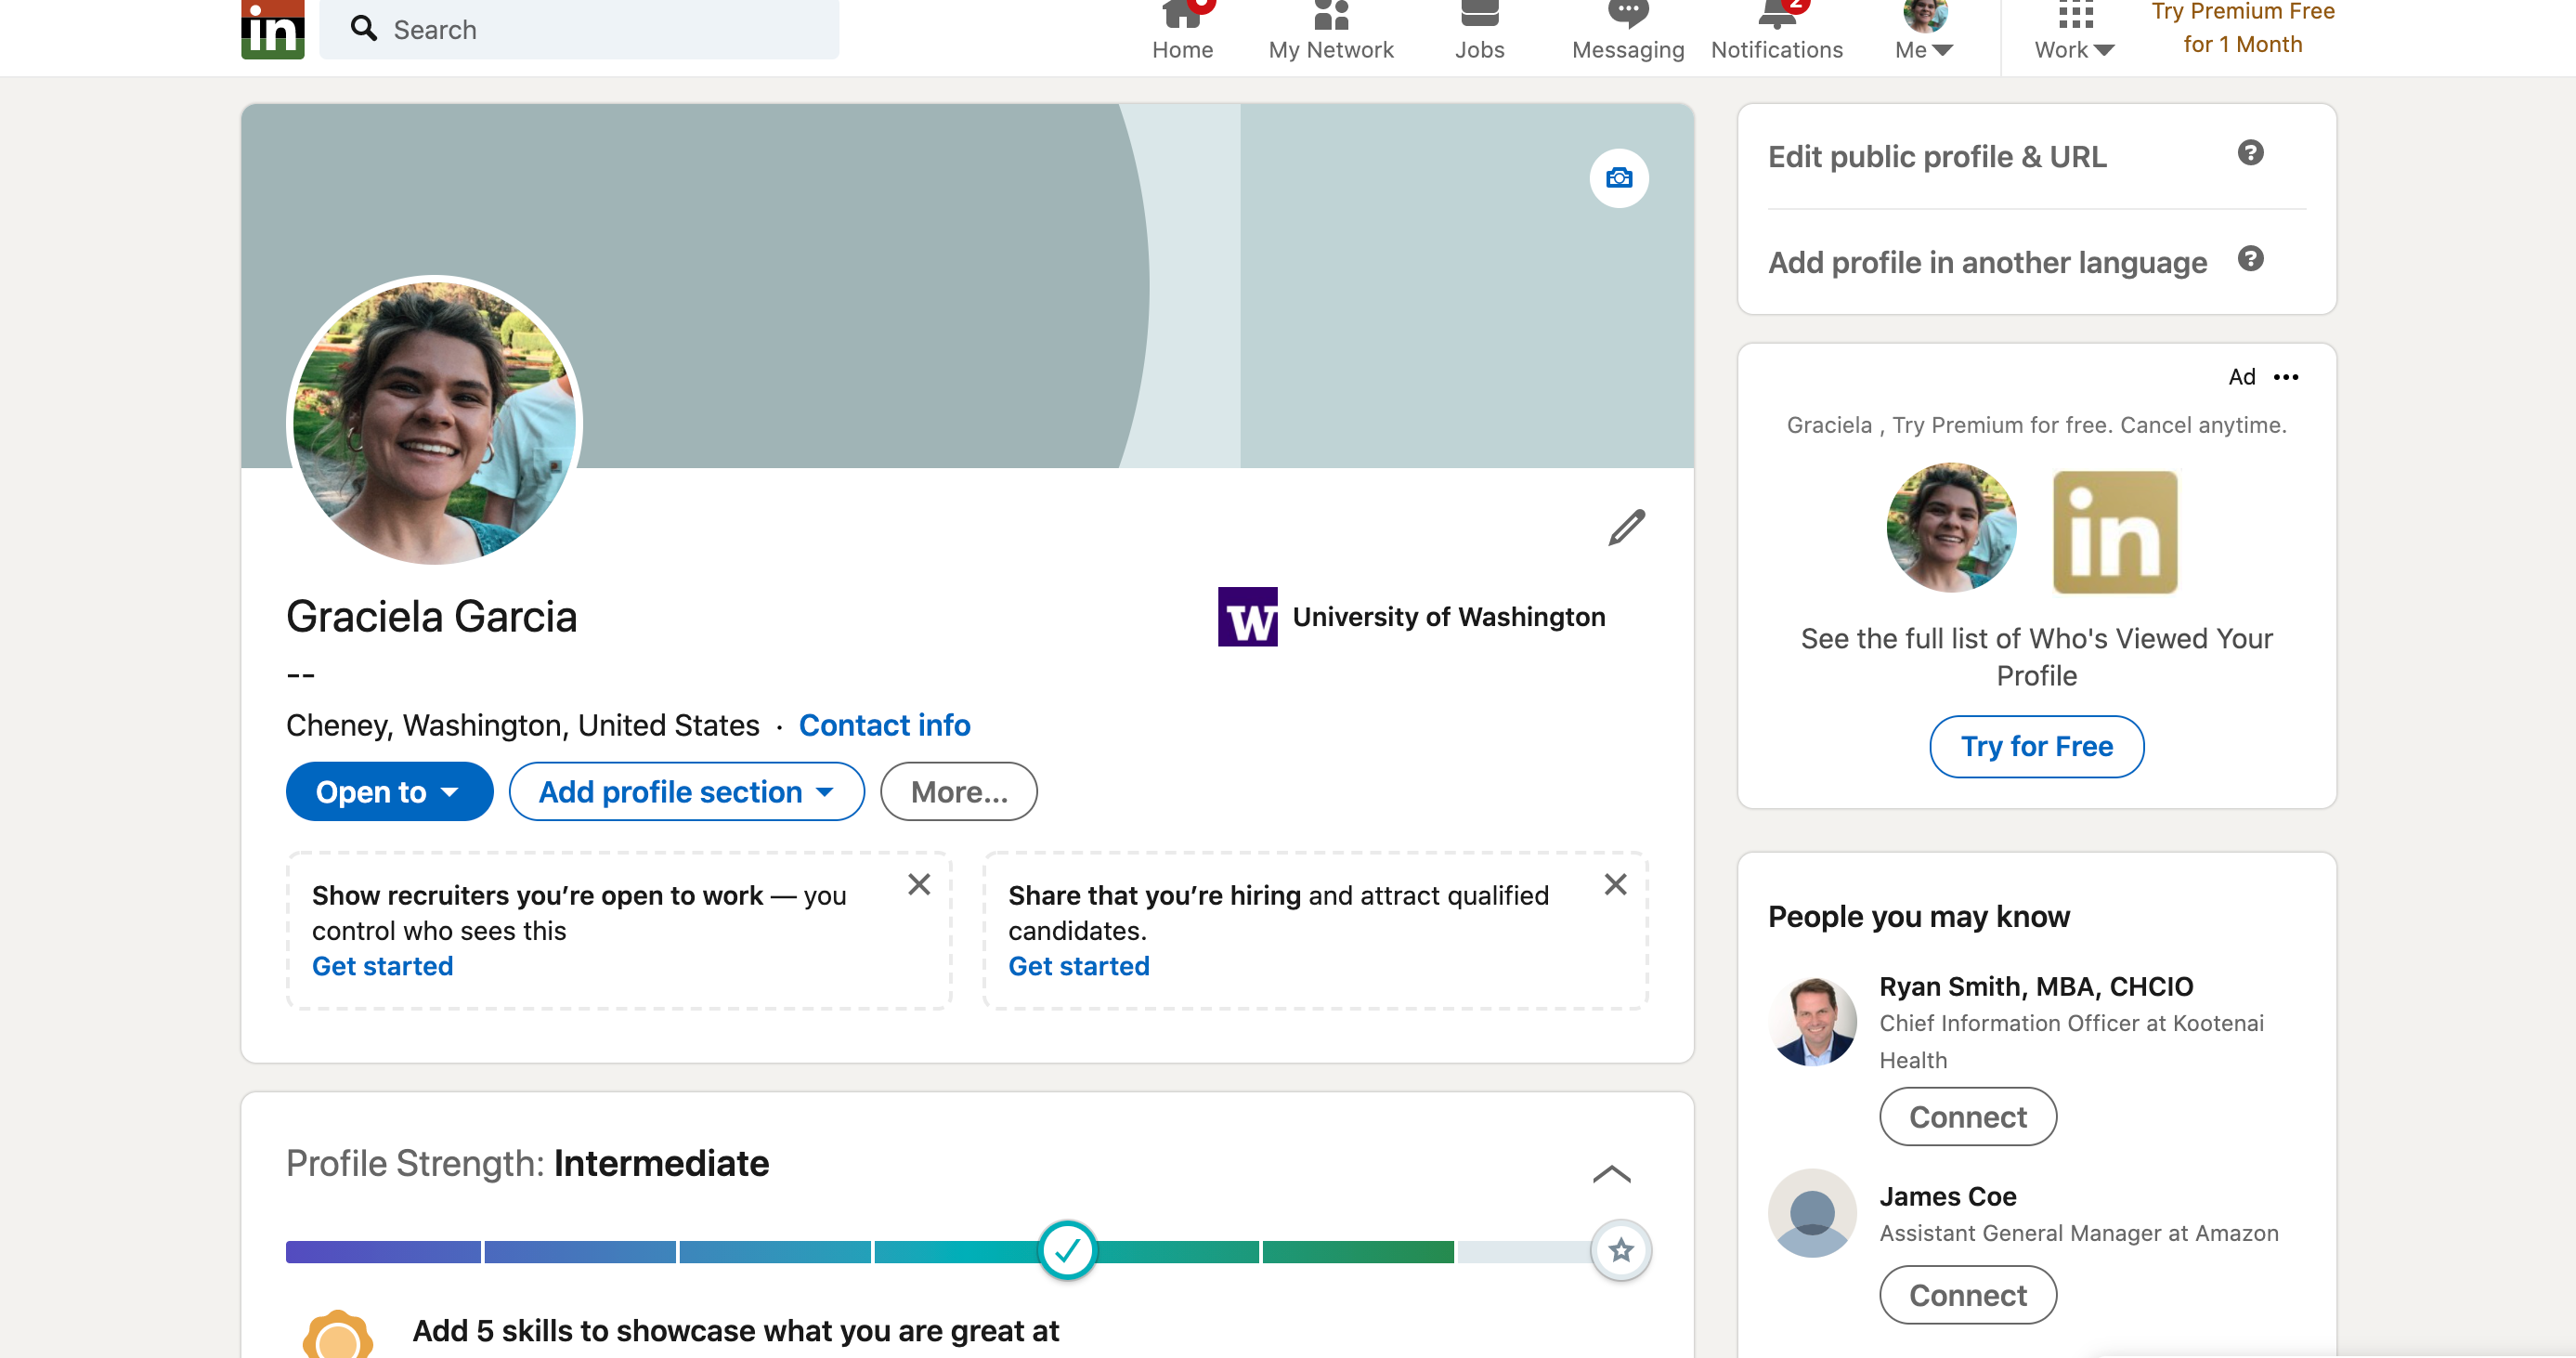 in
Search
Home
My Network
Jobs
Messaging
2
Notifications
Me
Work
Try Premium Free
for 1 Month
Graciela Garcia
--
Cheney, Washington, United States · Contact info
W University of Washington
Open to
Add profile section
More...
Show recruiters you’re open to work — you
control who sees this
Get started
Share that you’re hiring and attract qualified
candidates.
Get started
Profile Strength: Intermediate
Add 5 skills to showcase what you are great at
Edit public profile & URL
?
Add profile in another language
?
Ad
Graciela , Try Premium for free. Cancel anytime.
in
See the full list of Who's Viewed Your
Profile
Try for Free
People you may know
Ryan Smith, MBA, CHCIO
Chief Information Officer at Kootenai
Health
Connect
James Coe
Assistant General Manager at Amazon
Connect